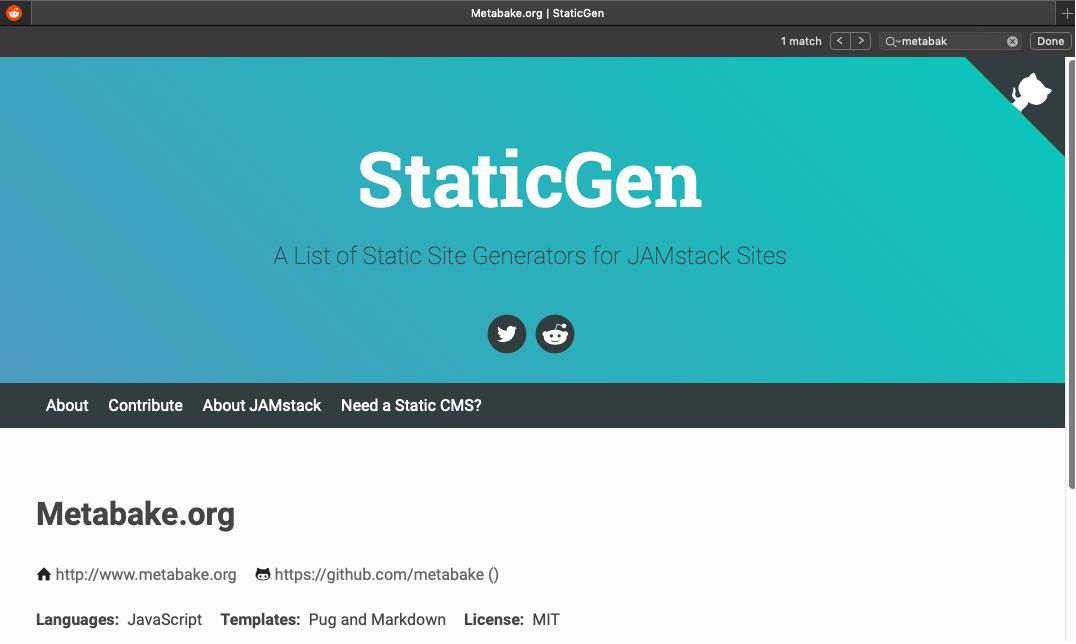 Metabake.org | StaticGen
1 match metabak Done
StaticGen
A List of Static Site Generators for JAMstack Sites
About Contribute About JAMstack Need a Static CMS?
Metabake.org
http://www.metabake.org https://github.com/metabake ()
Languages: JavaScript Templates: Pug and Markdown License: MIT